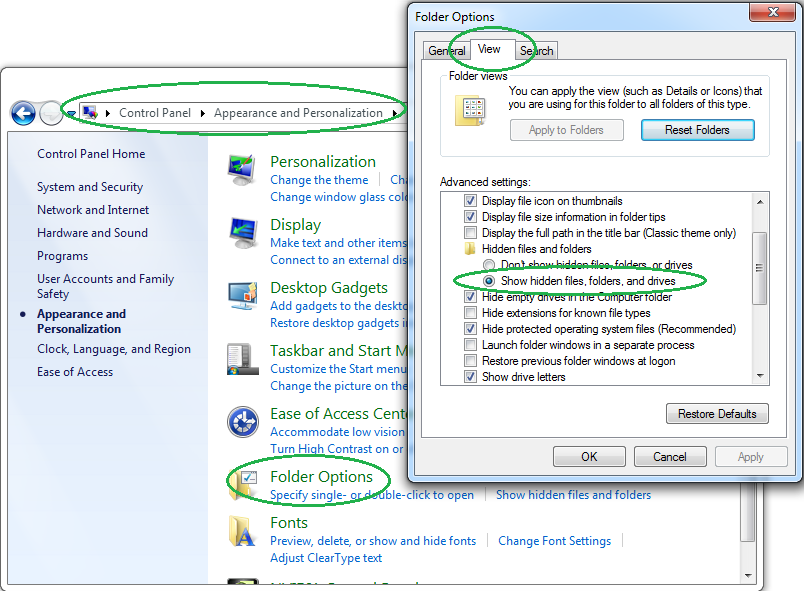 Folder Options
General
View
Search
Folder views
You can apply the view (such as Details or Icons) that
you are using for this folder to all folders of this type.
Apply to Folders
Reset Folders
Advanced settings:
Display file icon on thumbnails
Display file size information in folder tips
Display the full path in the title bar (Classic theme only)
Hidden files and folders
Don't show hidden files, folders, or drives
Show hidden files, folders, and drives
Hide empty drives in the Computer folder
Hide extensions for known file types
Hide protected operating system files (Recommended)
Launch folder windows in a separate process
Restore previous folder windows at logon
Show drive letters
Restore Defaults
OK
Cancel
Apply
Control Panel
Appearance and Personalization
Control Panel Home
System and Security
Network and Internet
Hardware and Sound
Programs
User Accounts and Family
Safety
Appearance and
Personalization
Clock, Language, and Region
Ease of Access
Personalization
Change the theme
Cha
Change window glass colo
Display
Make text and other items
Connect to an external dis
Desktop Gadgets
Add gadgets to the deskto
Restore desktop gadgets i
Taskbar and Start M
Customize the Start menu
Change the picture on the
Ease of Access Cent
Accommodate low vision
Turn High Contrast on or
Folder Options
Specify single- or double-click to open
Show hidden files and folders
Fonts
Preview, delete, or show and hide fonts
Change Font Settings
Adjust ClearType text